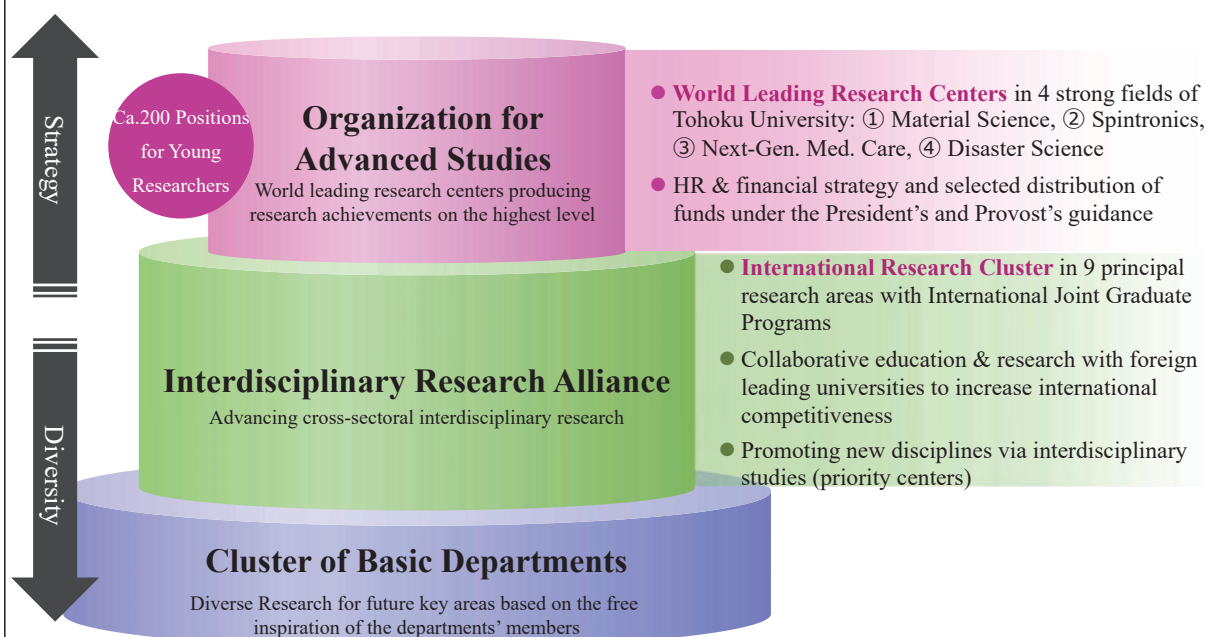 Strategy
Diversity
Ca.200 Positions
for Young
Researchers
Organization for
Advanced Studies
World leading research centers producing
research achievements on the highest level
● World Leading Research Centers in 4 strong fields of
Tohoku University: ① Material Science, ② Spintronics,
③ Next-Gen. Med. Care, ④ Disaster Science
● HR & financial strategy and selected distribution of
funds under the President’s and Provost’s guidance
Interdisciplinary Research Alliance
Advancing cross-sectoral interdisciplinary research
● International Research Cluster in 9 principal
research areas with International Joint Graduate
Programs
● Collaborative education & research with foreign
leading universities to increase international
competitiveness
● Promoting new disciplines via interdisciplinary
studies (priority centers)
Cluster of Basic Departments
Diverse Research for future key areas based on the free
inspiration of the departments’ members